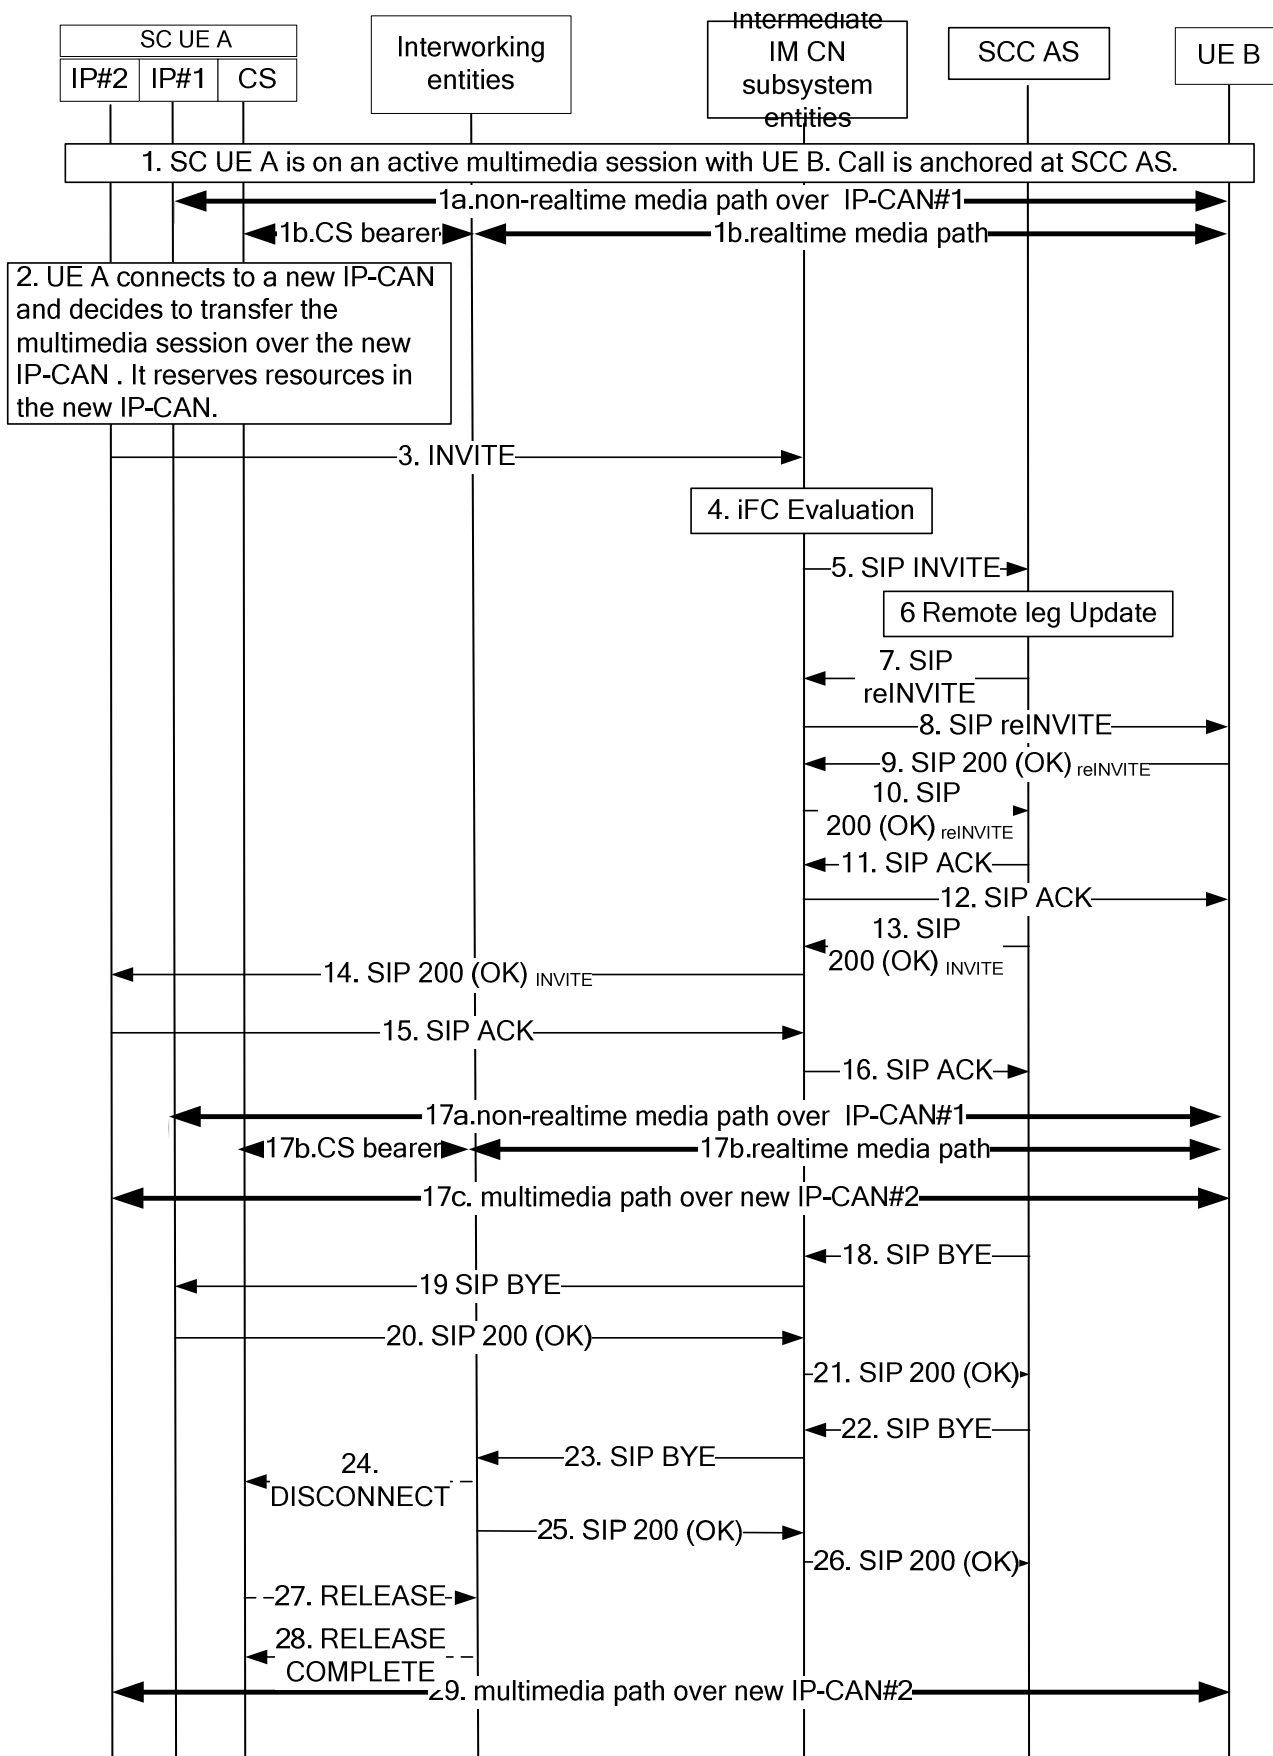 SC UE A
IP#2 IP#1 CS
Interworking
entities
Intermediate
IM CN
subsystem
entities
SCC AS
UE B
1. SC UE A is on an active multimedia session with UE B. Call is anchored at SCC AS.
1a.non-realtime media path over IP-CAN#1
1b.CS bearer
1b.realtime media path
2. UE A connects to a new IP-CAN
and decides to transfer the
multimedia session over the new
IP-CAN . It reserves resources in
the new IP-CAN.
3. INVITE
4. iFC Evaluation
5. SIP INVITE
6 Remote leg Update
7. SIP
reINVITE
8. SIP reINVITE
9. SIP 200 (OK) reINVITE
10. SIP
200 (OK) reINVITE
11. SIP ACK
12. SIP ACK
13. SIP
200 (OK) INVITE
14. SIP 200 (OK) INVITE
15. SIP ACK
16. SIP ACK
17a.non-realtime media path over IP-CAN#1
17b.CS bearer
17b.realtime media path
17c. multimedia path over new IP-CAN#2
18. SIP BYE
19 SIP BYE
20. SIP 200 (OK)
21. SIP 200 (OK)
22. SIP BYE
23. SIP BYE
24.
DISCONNECT
25. SIP 200 (OK)
26. SIP 200 (OK)
27. RELEASE
28. RELEASE
COMPLETE
29. multimedia path over new IP-CAN#2